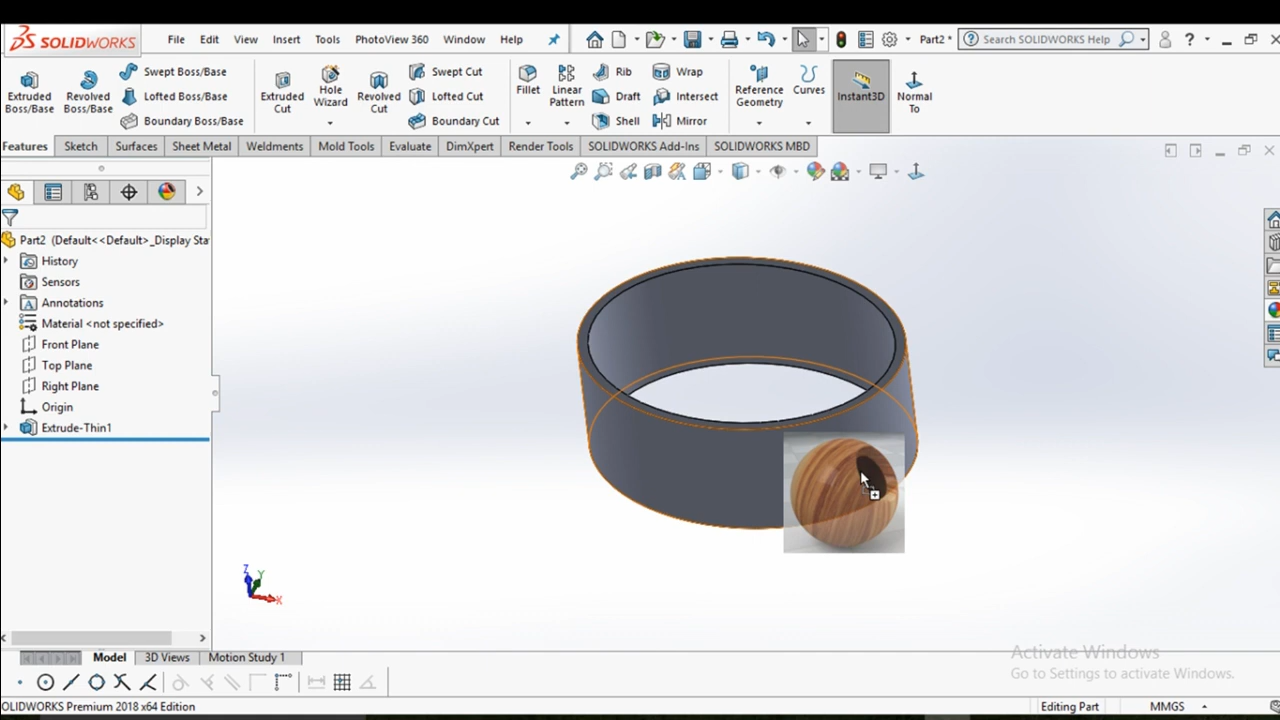 SOLIDWORKS File Edit View Insert Tools PhotoView 360 Window Help Part2 * Search SOLIDWORKS Help ?
Extruded Boss/Base
Revolved Boss/Base
Swept Boss/Base
Lofted Boss/Base
Boundary Boss/Base
Extruded Cut
Hole Wizard
Revolved Cut
Swept Cut
Lofted Cut
Boundary Cut
Fillet
Linear Pattern
Rib
Draft
Shell
Wrap
Intersect
Mirror
Reference Geometry
Curves
Instant3D
Normal To
Features Sketch Surfaces Sheet Metal Weldments Mold Tools Evaluate DimXpert Render Tools SOLIDWORKS Add-Ins SOLIDWORKS MBD
Part2 (Default<<Default>_Display Sta
History
Sensors
Annotations
Material <not specified>
Front Plane
Top Plane
Right Plane
Origin
Extrude-Thin1
Z
Y
X
Activate Windows
Go to Settings to activate Windows.
Model 3D Views Motion Study 1
OLIDWORKS Premium 2018 x64 Edition Editing Part MMGS